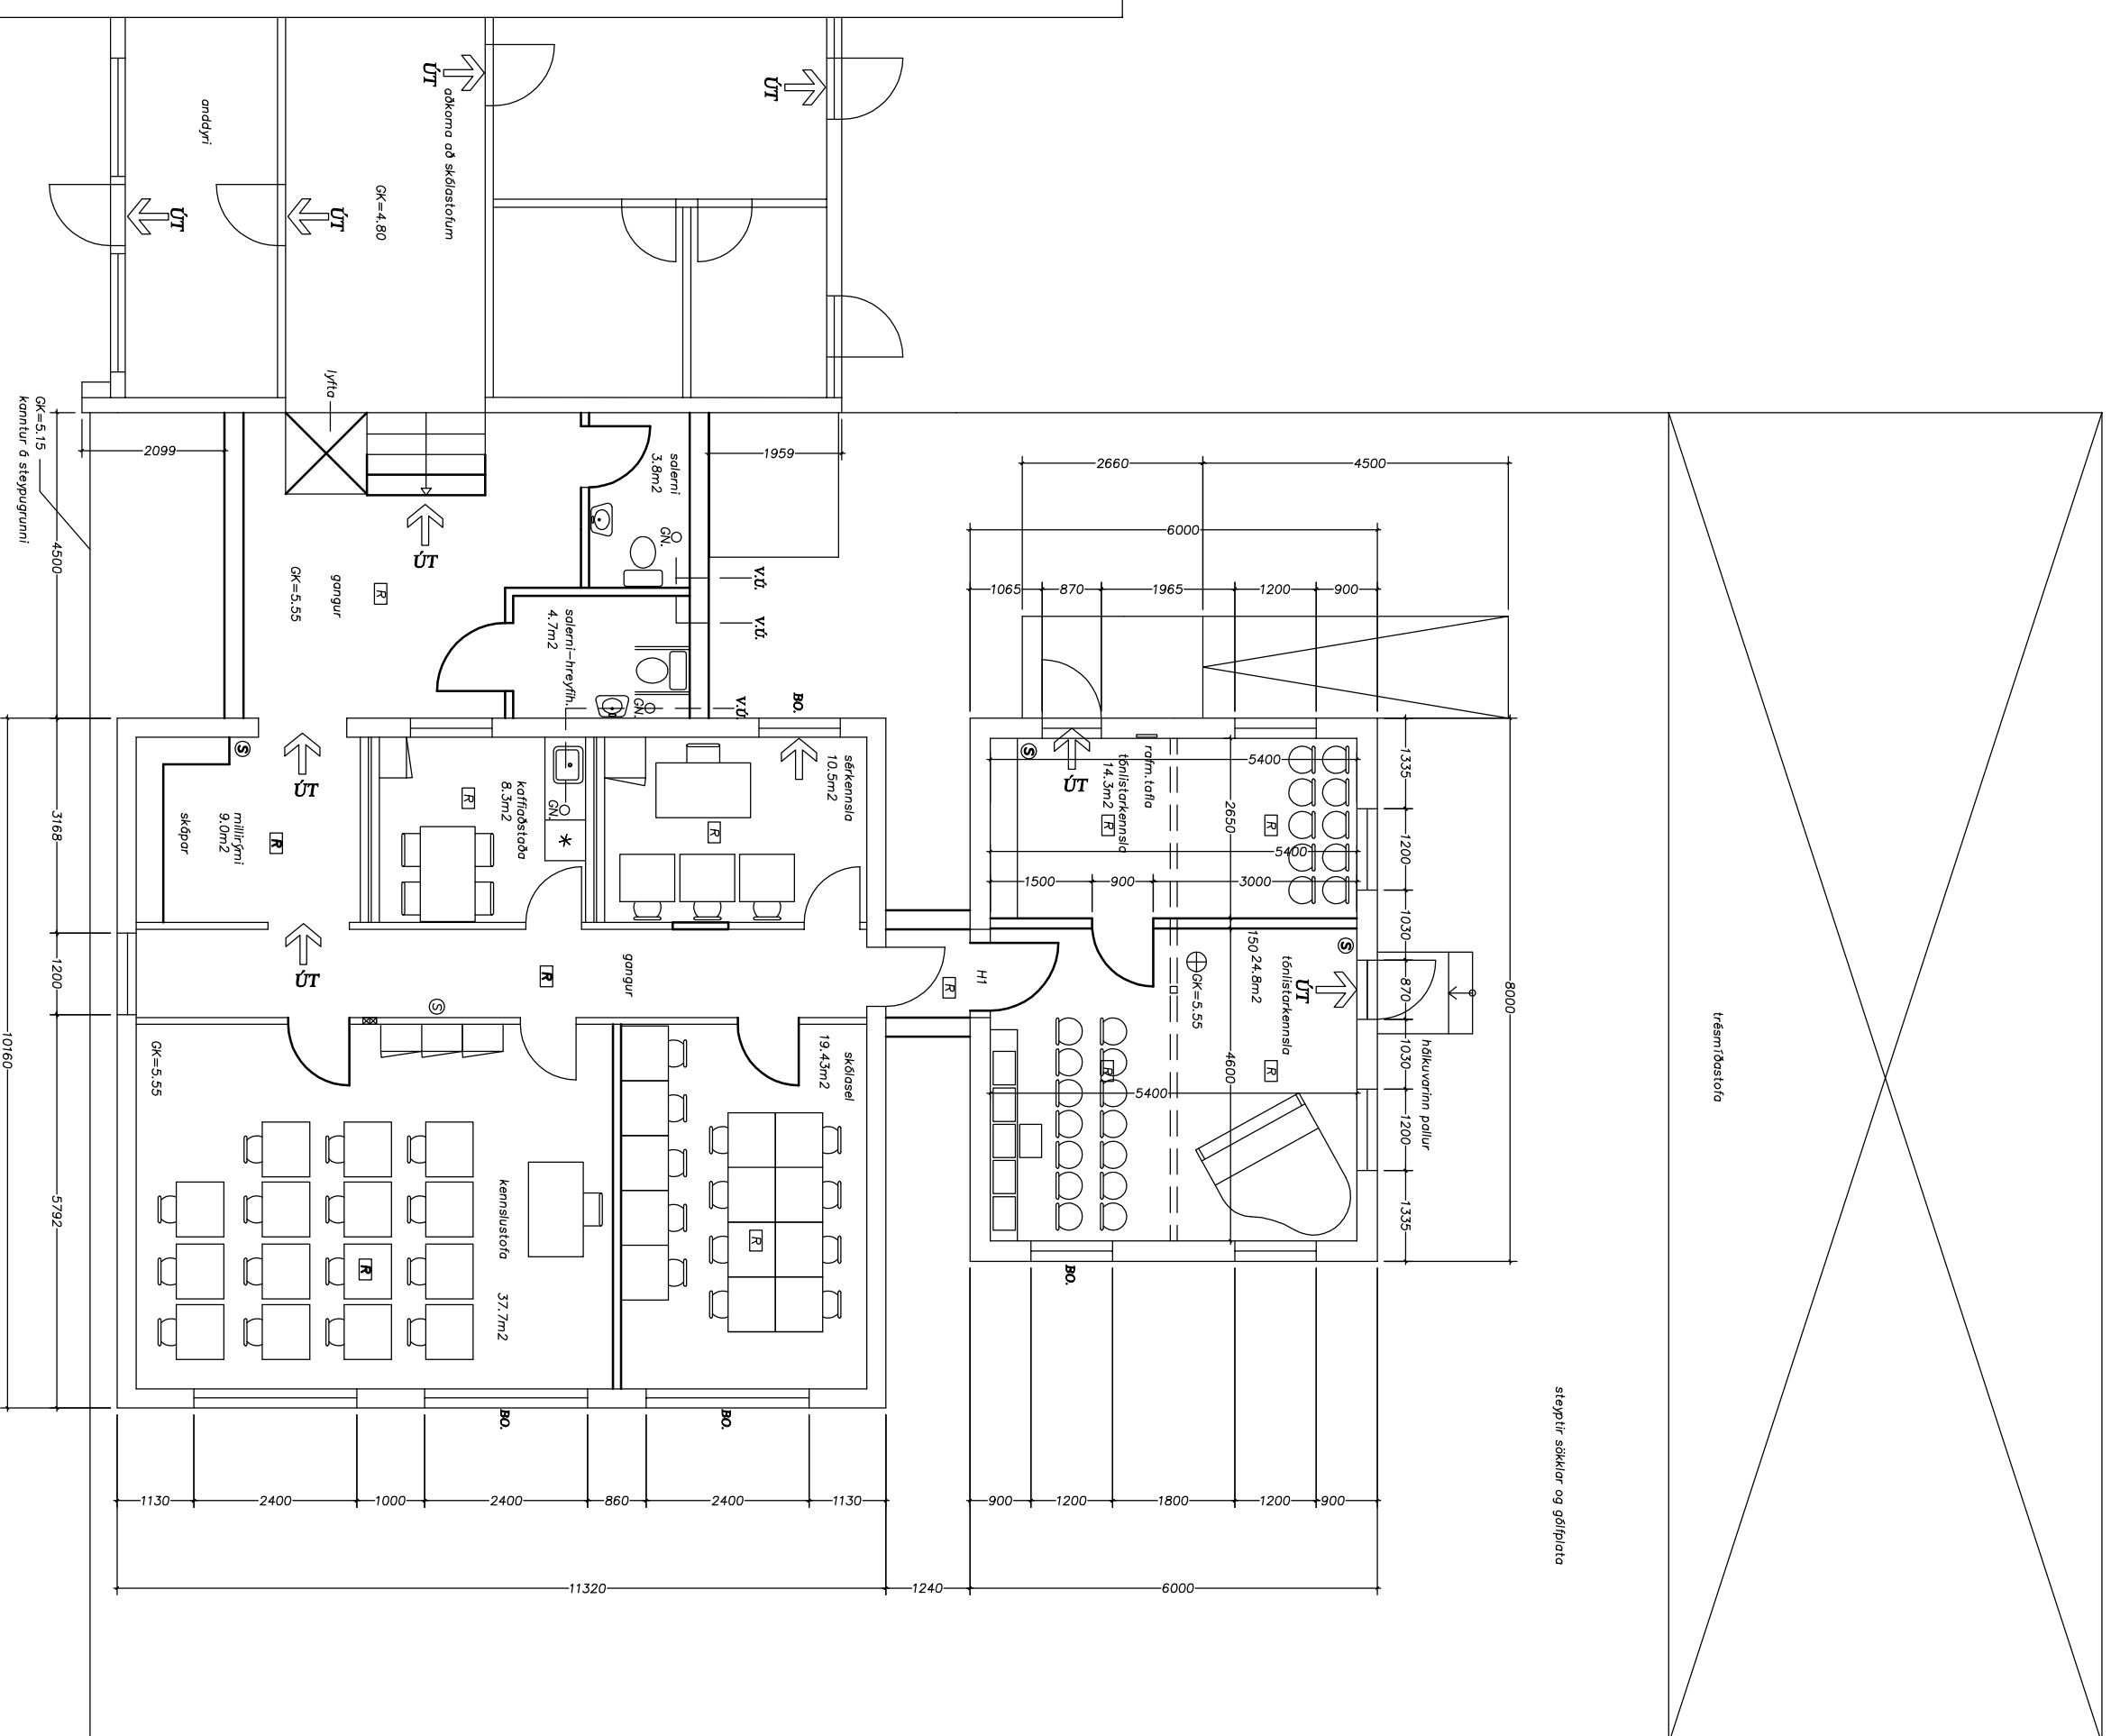 anddyri
ÚT
ÚT
GK=4.80
ÚT
aðkoma að skólastofum
ÚT
lyfta
GK=5.15
kanntur á steypugrunni
2099
1959
salerni
3.8m2
GN.
V.Ú.
V.Ú.
V.Ú.
BO.
ÚT
gangur
GK=5.55
R
salerni-hreyfih.
4.7m2
GN.
4500
3168
1200
5792
10160
S
ÚT
millirými
9.0m2
skápar
R
ÚT
kaffiaðstaða
8.3m2
R
GN.
sérkennsla
10.5m2
R
gangur
R
S
H1
R
GK=5.55
kennslustofa
37.7m2
R
skólasel
19.43m2
R
BO.
BO.
1130
2400
1000
2400
860
2400
1130
11320
1240
6000
2660
4500
6000
1065
870
1965
1200
900
S
ÚT
rafm.tafla
tónlistarkennsla
14.3m2
R
R
5400
2650
5400
1500
900
3000
S
ÚT
tónlistarkennsla
24.8m2
150
GK=5.55
R
R
4600
5400
BO.
1335
1200
1030
870
1030
1200
1335
8000
hálkuvarinn pallur
900
1200
1800
1200
900
trésmíðastofa
steyptir sökklar og gólfplata